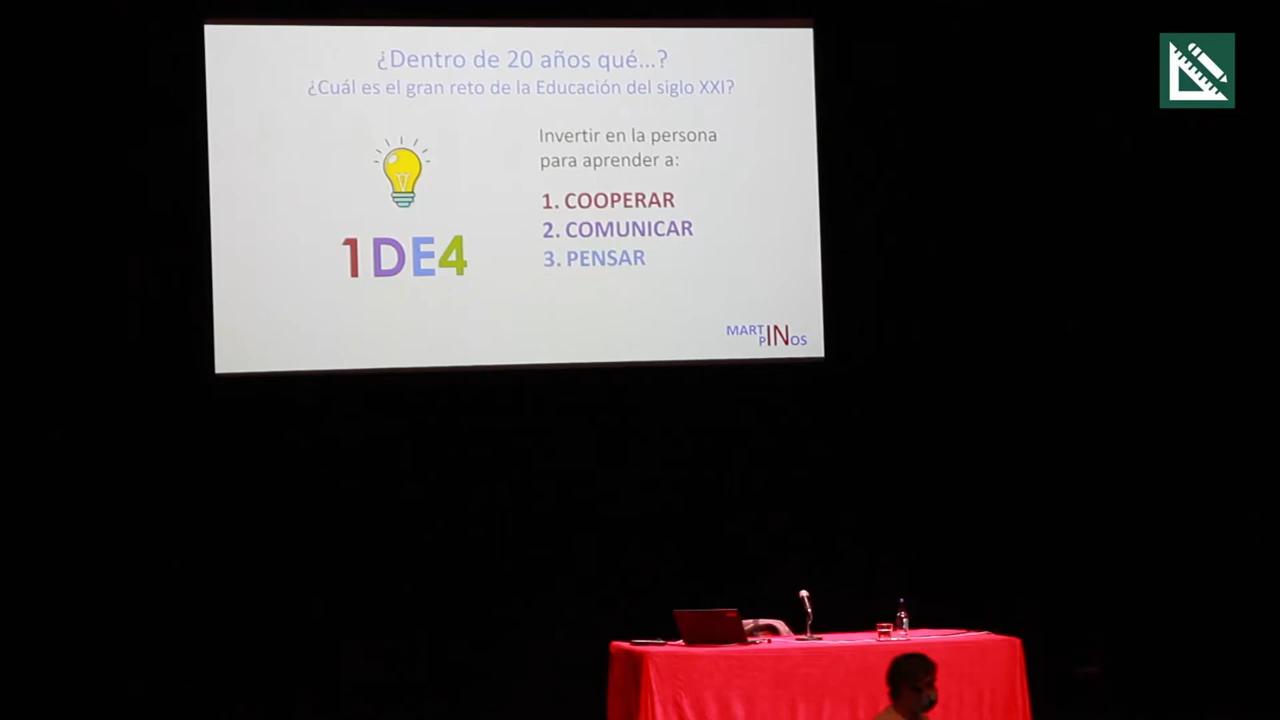 ¿Dentro de 20 años qué...?
¿Cuál es el gran reto de la Educación del siglo XXI?
Invertir en la persona
para aprender a:
1. COOPERAR
2. COMUNICAR
3. PENSAR
1DE4
MART
PINOS